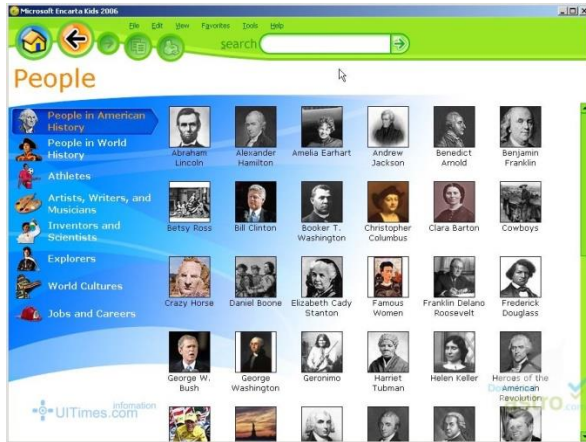 Microsoft Encarta Kids 2006
File Edit View Favorites Tools Help
search
People
People in American
History
People in World
History
Athletes
Artists, Writers, and
Musicians
Inventors and
Scientists
Explorers
World Cultures
Jobs and Careers
Abraham
Lincoln
Alexander
Hamilton
Amelia Earhart
Andrew
Jackson
Benedict
Arnold
Benjamin
Franklin
Betsy Ross
Bill Clinton
Booker T.
Washington
Christopher
Columbus
Clara Barton
Cowboys
Crazy Horse
Daniel Boone
Elizabeth Cady
Stanton
Famous
Women
Franklin Delano
Roosevelt
Frederick
Douglass
George W.
Bush
George
Washington
Geronimo
Harriet
Tubman
Helen Keller
Heroes of the
American
Revolution
infomation
UITimes.com